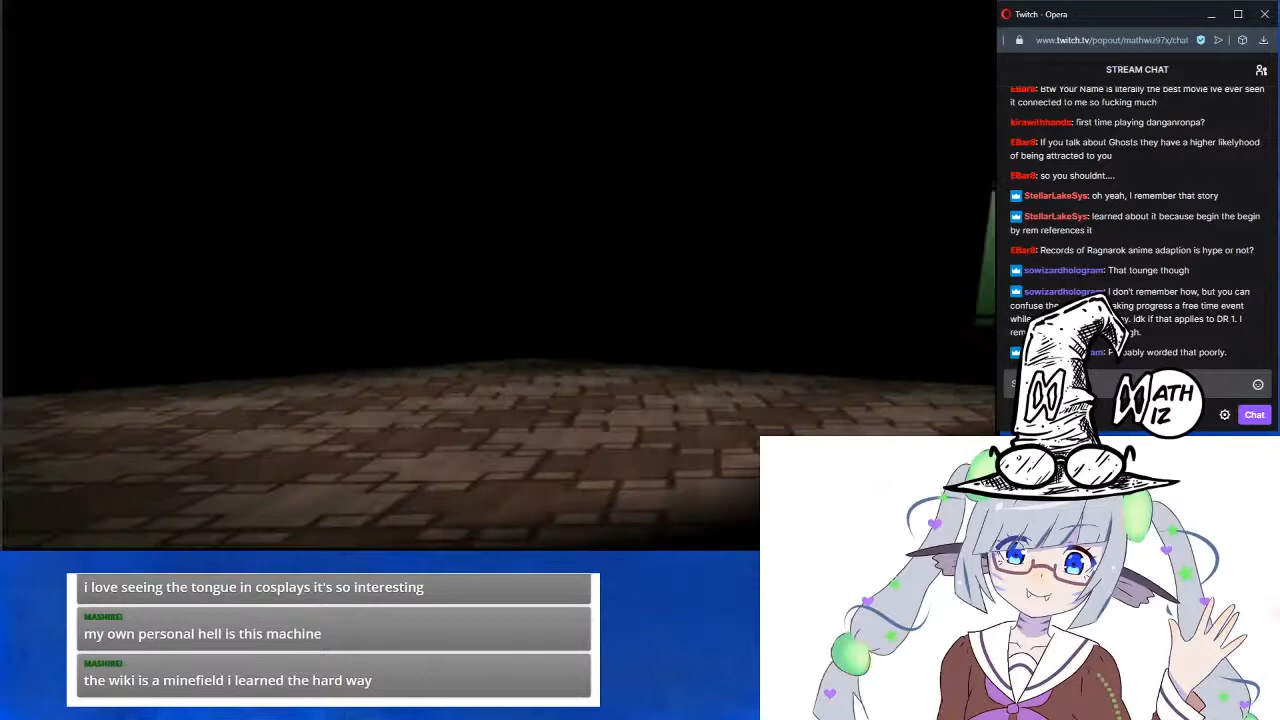 Twitch - Opera
www.twitch.tv/popout/mathwiz97x/chat
STREAM CHAT
EBar8: Btw Your Name is literally the best movie Ive ever seen
it connected to me so fucking much
kirawithhands: first time playing danganronpa?
EBar8: If you talk about Ghosts they have a higher likelyhood
of being attracted to you
EBar8: so you shouldnt....
StellarLakeSys: oh yeah, I remember that story
StellarLakeSys: learned about it because begin the begin
by rem references it
EBar8: Records of Ragnarok anime adaption is hype or not?
sowizardhologram: That tounge though
sowizardhologram: I don't remember how, but you can
confuse the aking progress a free time event
while y. idk if that applies to DR 1. I
gh.
am: ably worded that poorly.
Chat
MATH
WIZ
i love seeing the tongue in cosplays it's so interesting
MASHIREI
my own personal hell is this machine
MASHIREI
the wiki is a minefield i learned the hard way